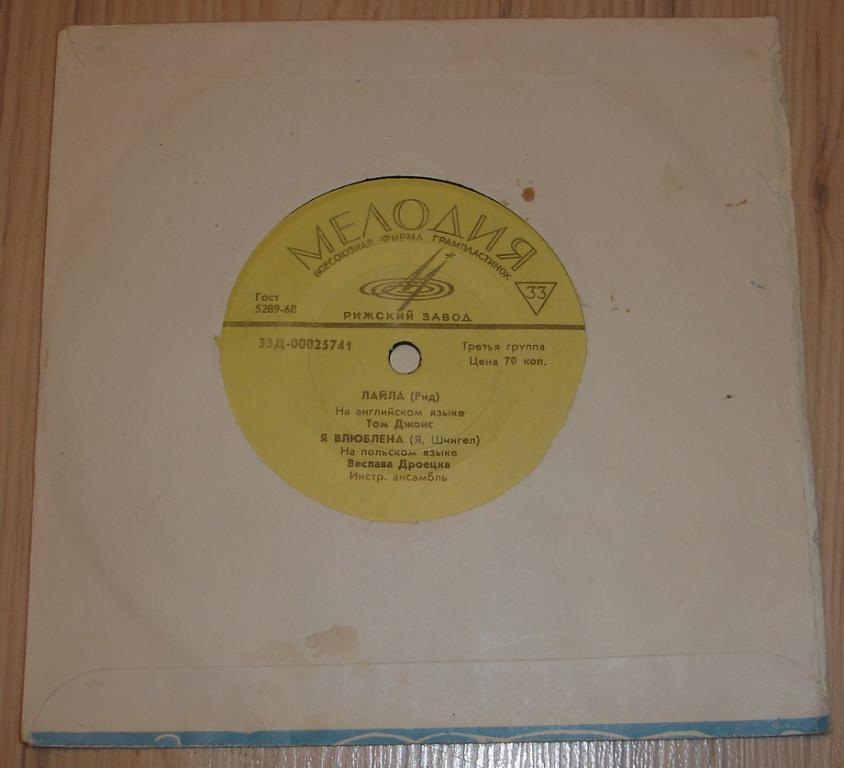 МЕЛОДИЯ
ВСЕСОЮЗНАЯ ФИРМА ГРАМПЛАСТИНОК
33
Гост
5289-68
РИЖСКИЙ ЗАВОД
33Д-00025741
Третья группа
Цена 70 коп.
ЛАЙЛА (Рид)
На английском языке
Том Джонс
Я ВЛЮБЛЕНА (Я, Шчигел)
На польском языке
Веслава Дроецка
Инстр. ансамбль